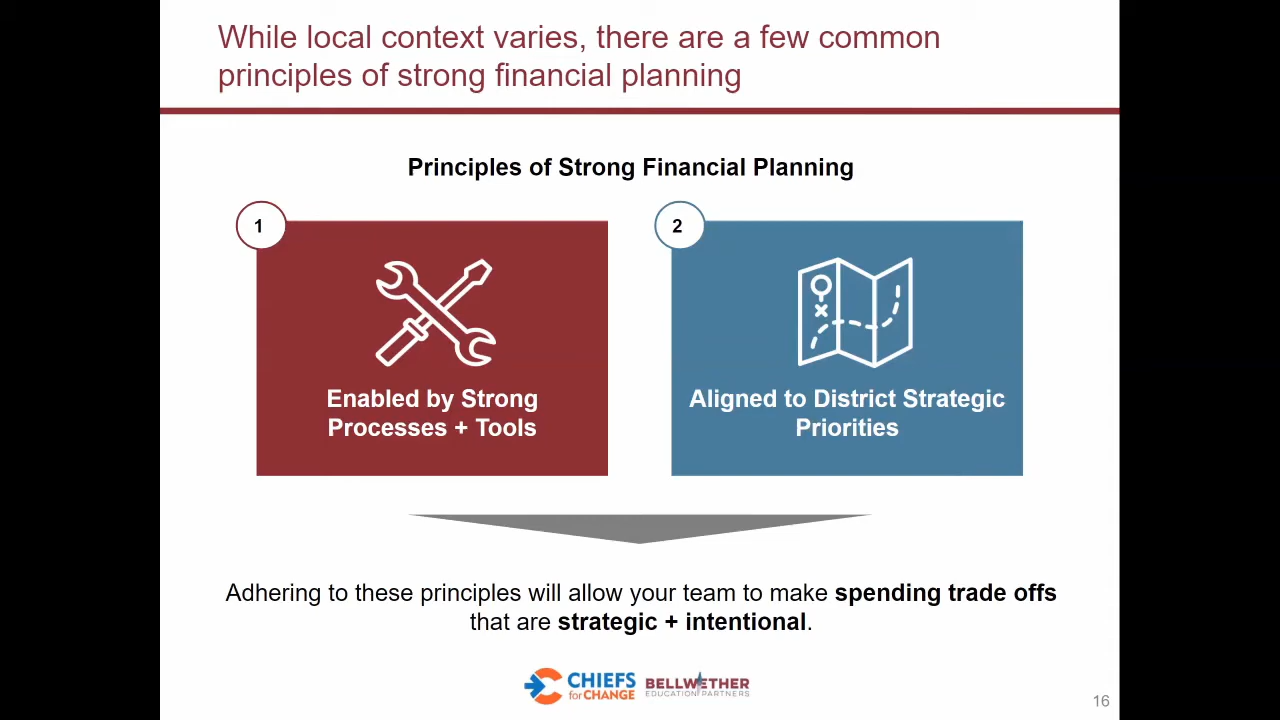 While local context varies, there are a few common
principles of strong financial planning
Principles of Strong Financial Planning
1
Enabled by Strong
Processes + Tools
2
Aligned to District Strategic
Priorities
Adhering to these principles will allow your team to make spending trade offs
that are strategic + intentional.
CHIEFS
for CHANGE
BELLWETHER
EDUCATION PARTNERS
16